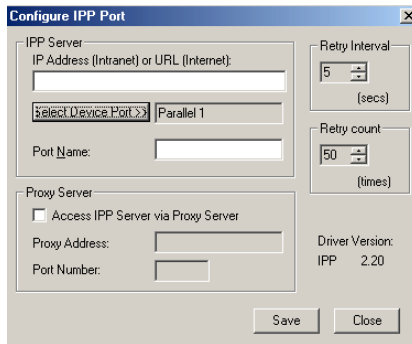 Configure IPP Port
IPP Server
IP Address (Intranet) or URL (Internet):
Select Device Port >>
Parallel 1
Port Name:
Proxy Server
Access IPP Server via Proxy Server
Proxy Address:
Port Number:
Retry Interval
5
(secs)
Retry count
50
(times)
Driver Version:
IPP 2.20
Save
Close